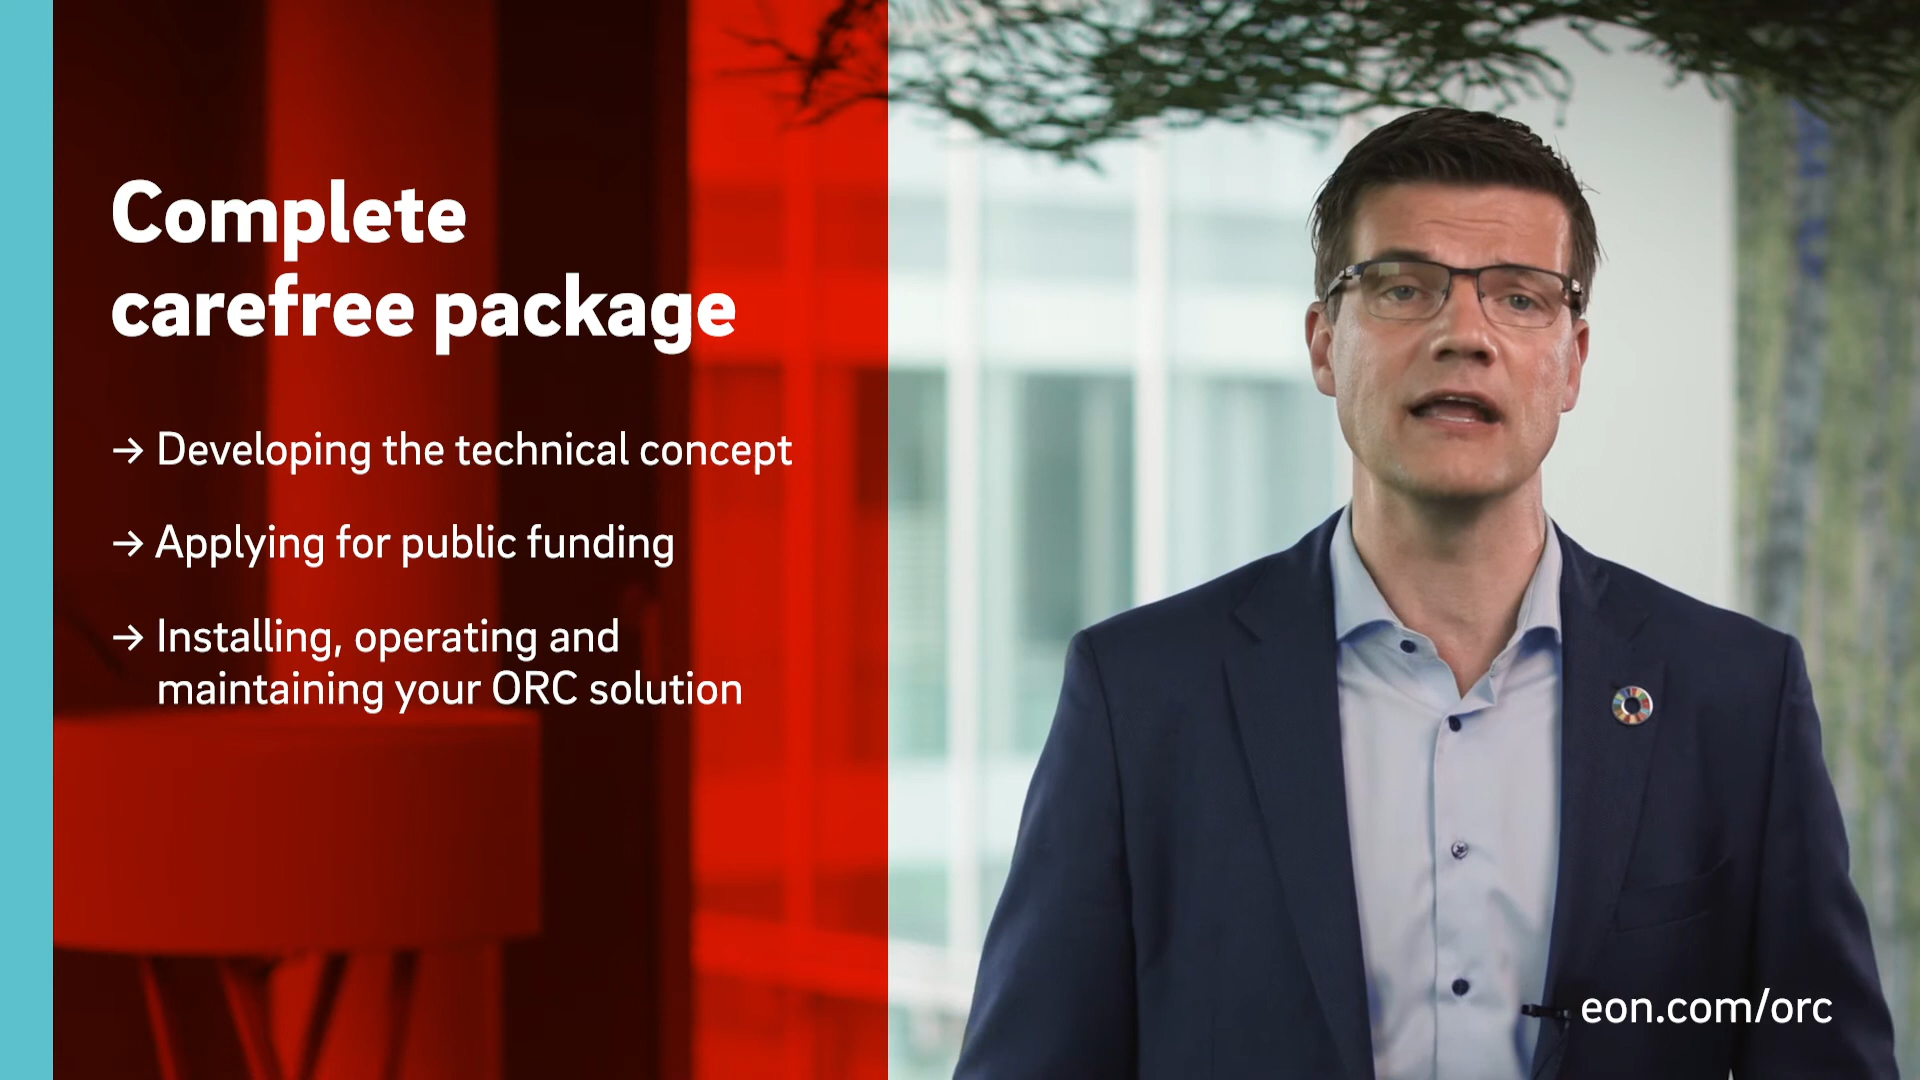 Complete
carefree package
→ Developing the technical concept
→ Applying for public funding
→ Installing, operating and
maintaining your ORC solution
eon.com/orc